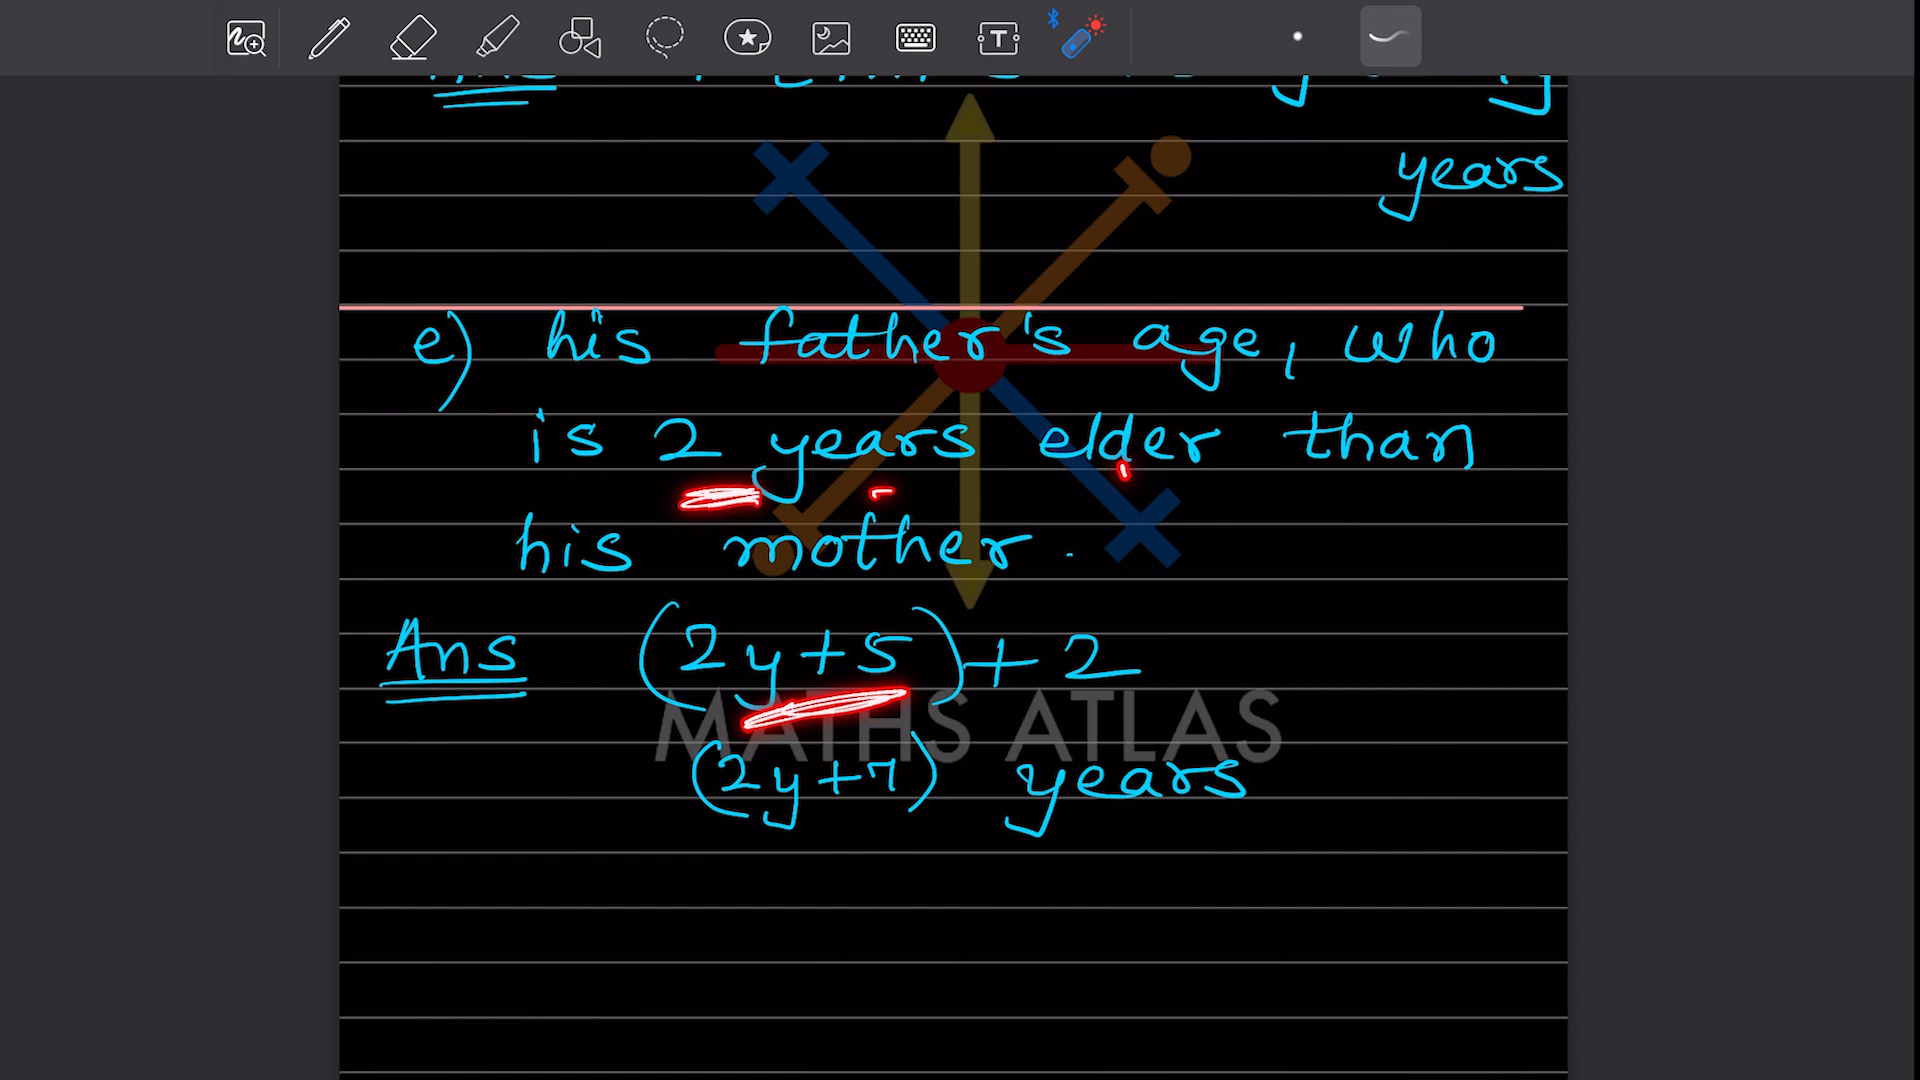 years
e) his father's age, who
is 2 years elder than
his mother.
Ans (2y+5)+2
MATHS ATLAS
(2y+7) years